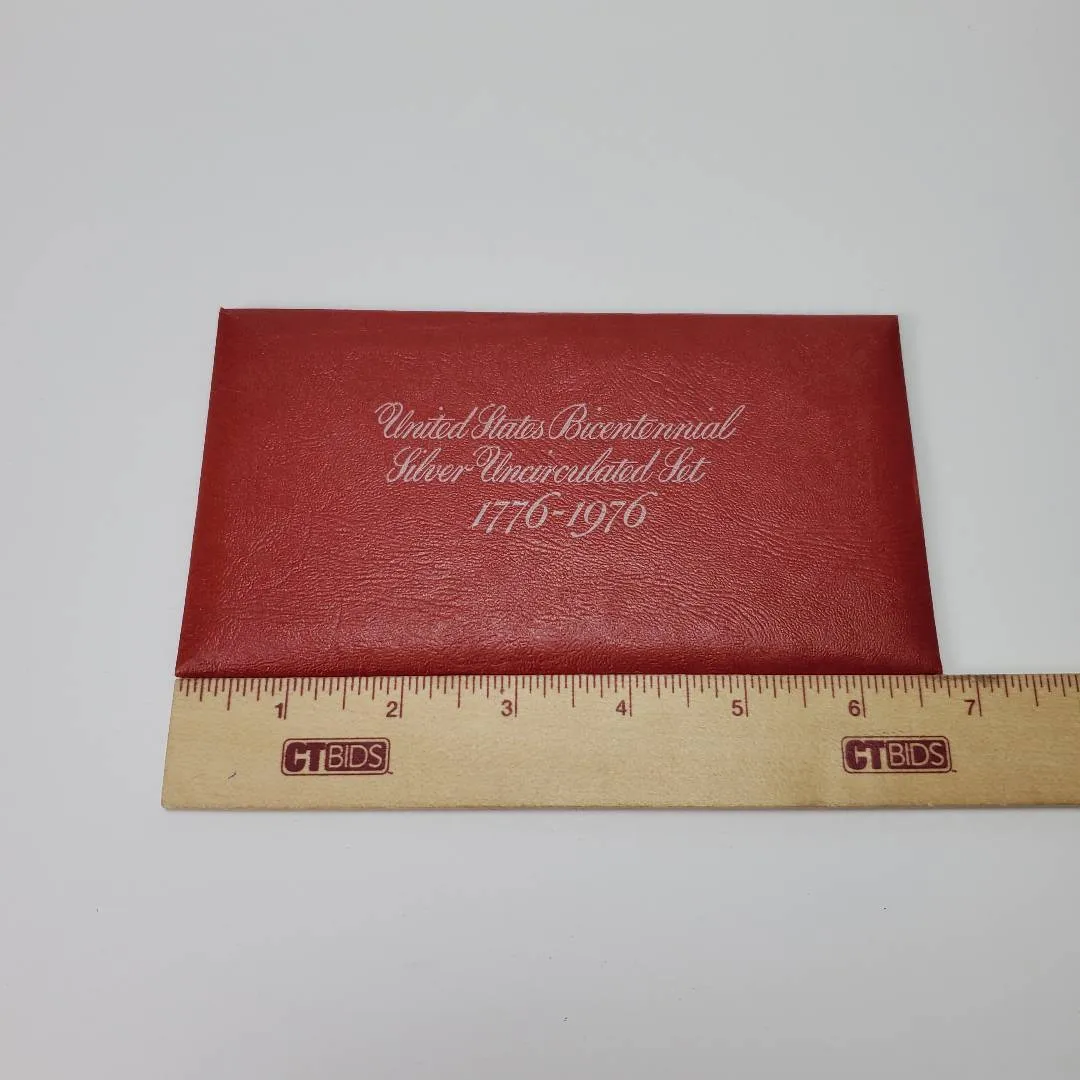 United States Bicentennial
Silver Uncirculated Set
1776-1976
1 2 3 4 5 6 7
CTBIDS CTBIDS